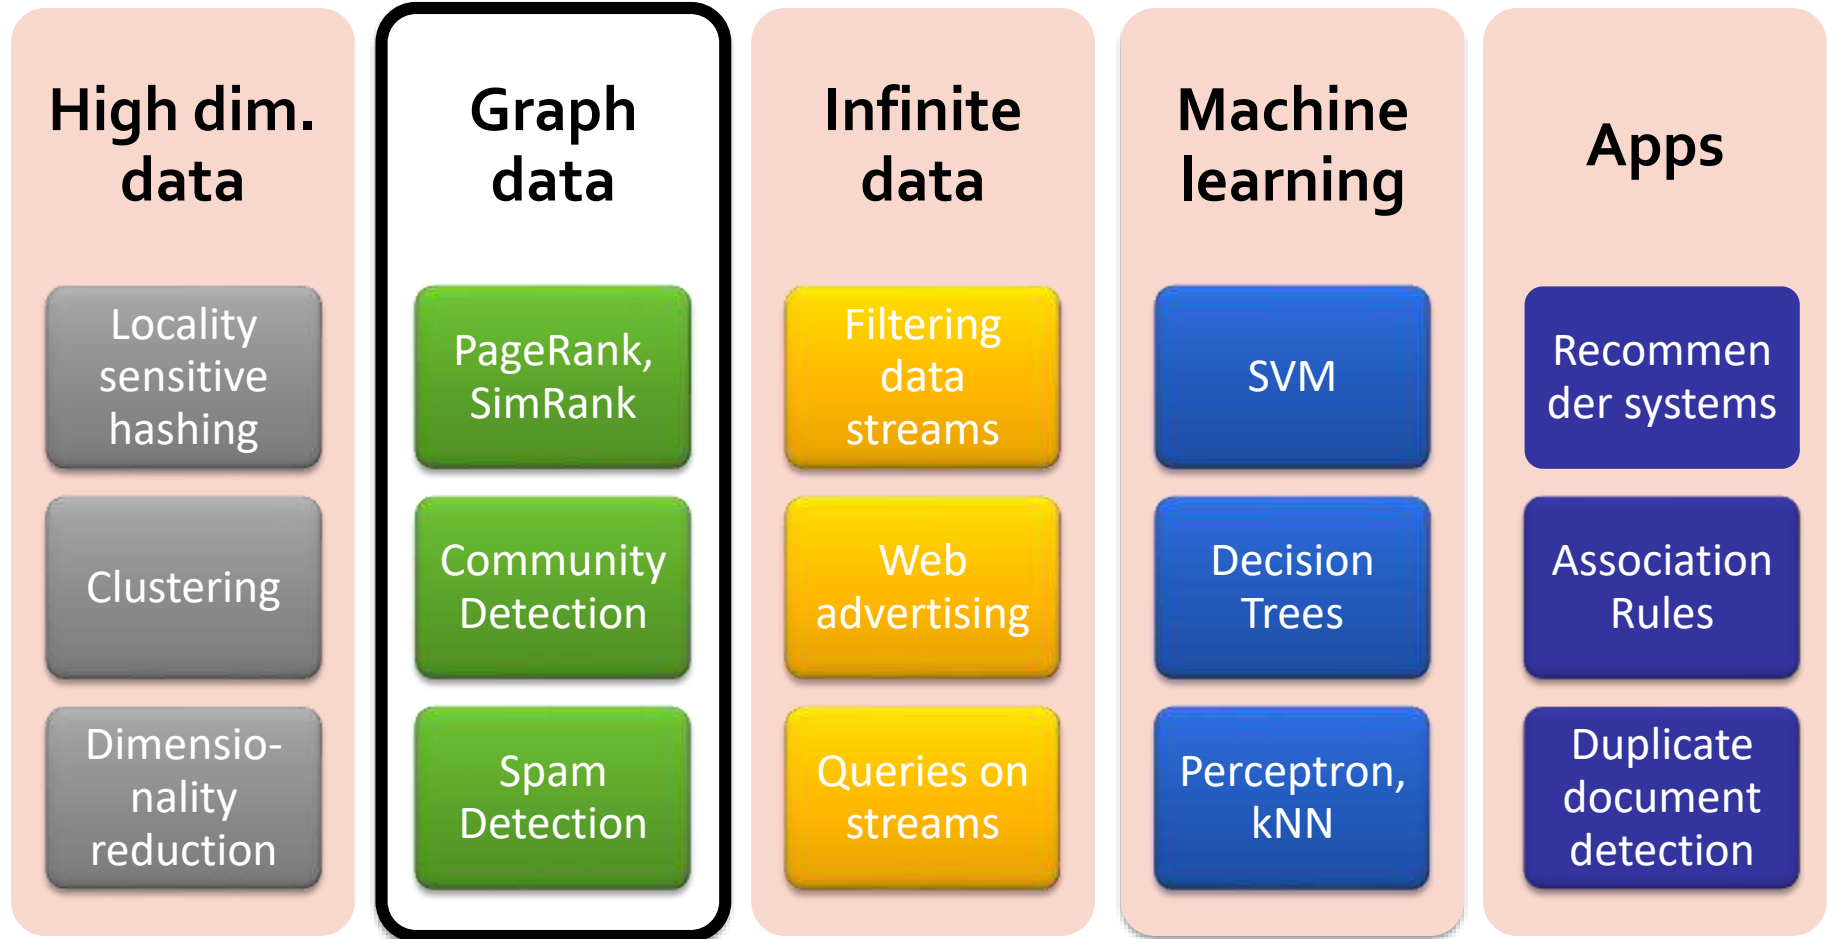 High dim.
data
Locality
sensitive
hashing
Clustering
Dimensio-
nality
reduction
Graph
data
PageRank,
SimRank
Community
Detection
Spam
Detection
Infinite
data
Filtering
data
streams
Web
advertising
Queries on
streams
Machine
learning
SVM
Decision
Trees
Perceptron,
kNN
Apps
Recommen
der systems
Association
Rules
Duplicate
document
detection